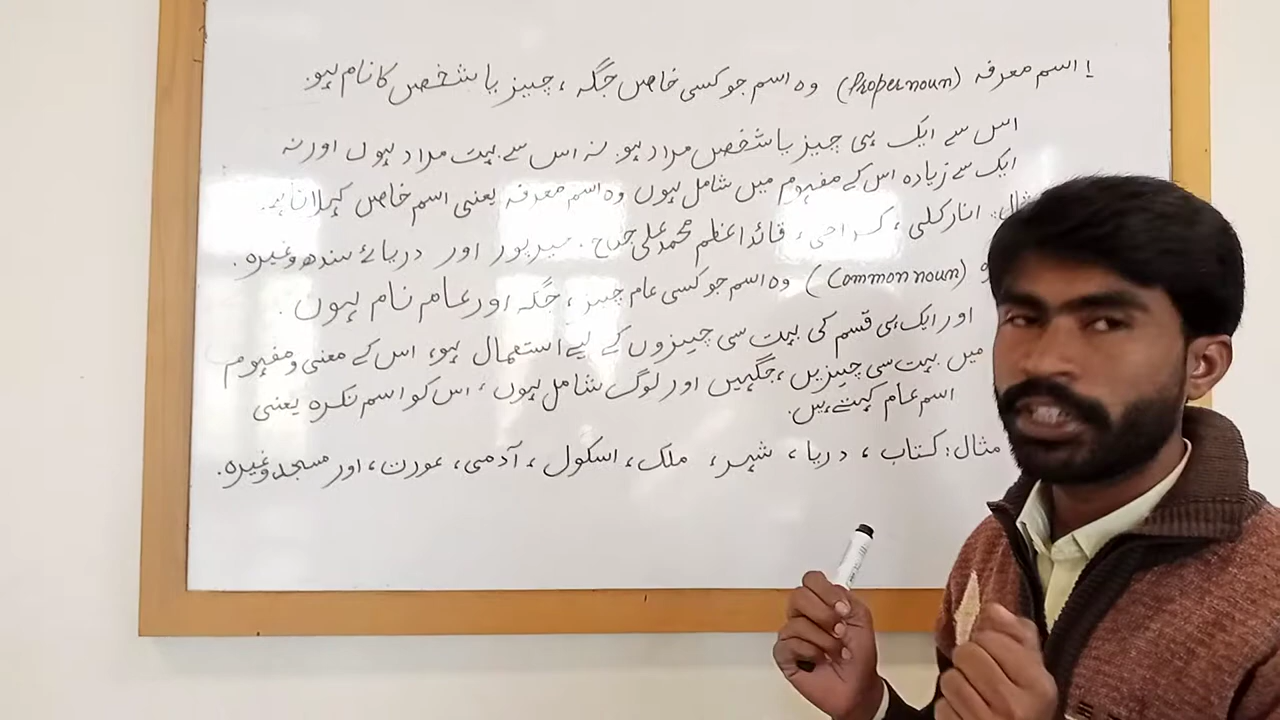 ۱ اسم معرفہ (Proper noun) وہ اسم جو کسی خاص جگہ ، چیز یا شخص کا نام ہو۔
اس سے ایک ہی چیز یا شخص مراد ہو۔ نہ اس سے بہت مراد ہوں اور نہ
ایک سے زیادہ اس کے مفہوم میں شامل ہوں وہ اسم معرفہ یعنی اسم خاص کہلاتا ہے۔
مثال: انارکلی ، کراچی ، قائد اعظم محمد علی جناح ۔ میرپور اور دریائے سندھ وغیرہ ۔
(Common noun) وہ اسم جو کسی عام چیز ، جگہ اور عام نام ہوں ۔
اور ایک ہی قسم کی بہت سی چیزوں کے لیے استعمال ہو، اس کے معنی و مفہوم
میں بہت سی چیزیں ، جگہیں اور لوگ شامل ہوں ، اس کو اسم نکرہ یعنی
اسم عام کہتے ہیں۔
مثال: کتاب ، دریا ، شہر ، ملک ، اسکول ، آدمی ، عورت ، اور مسجد وغیرہ ۔